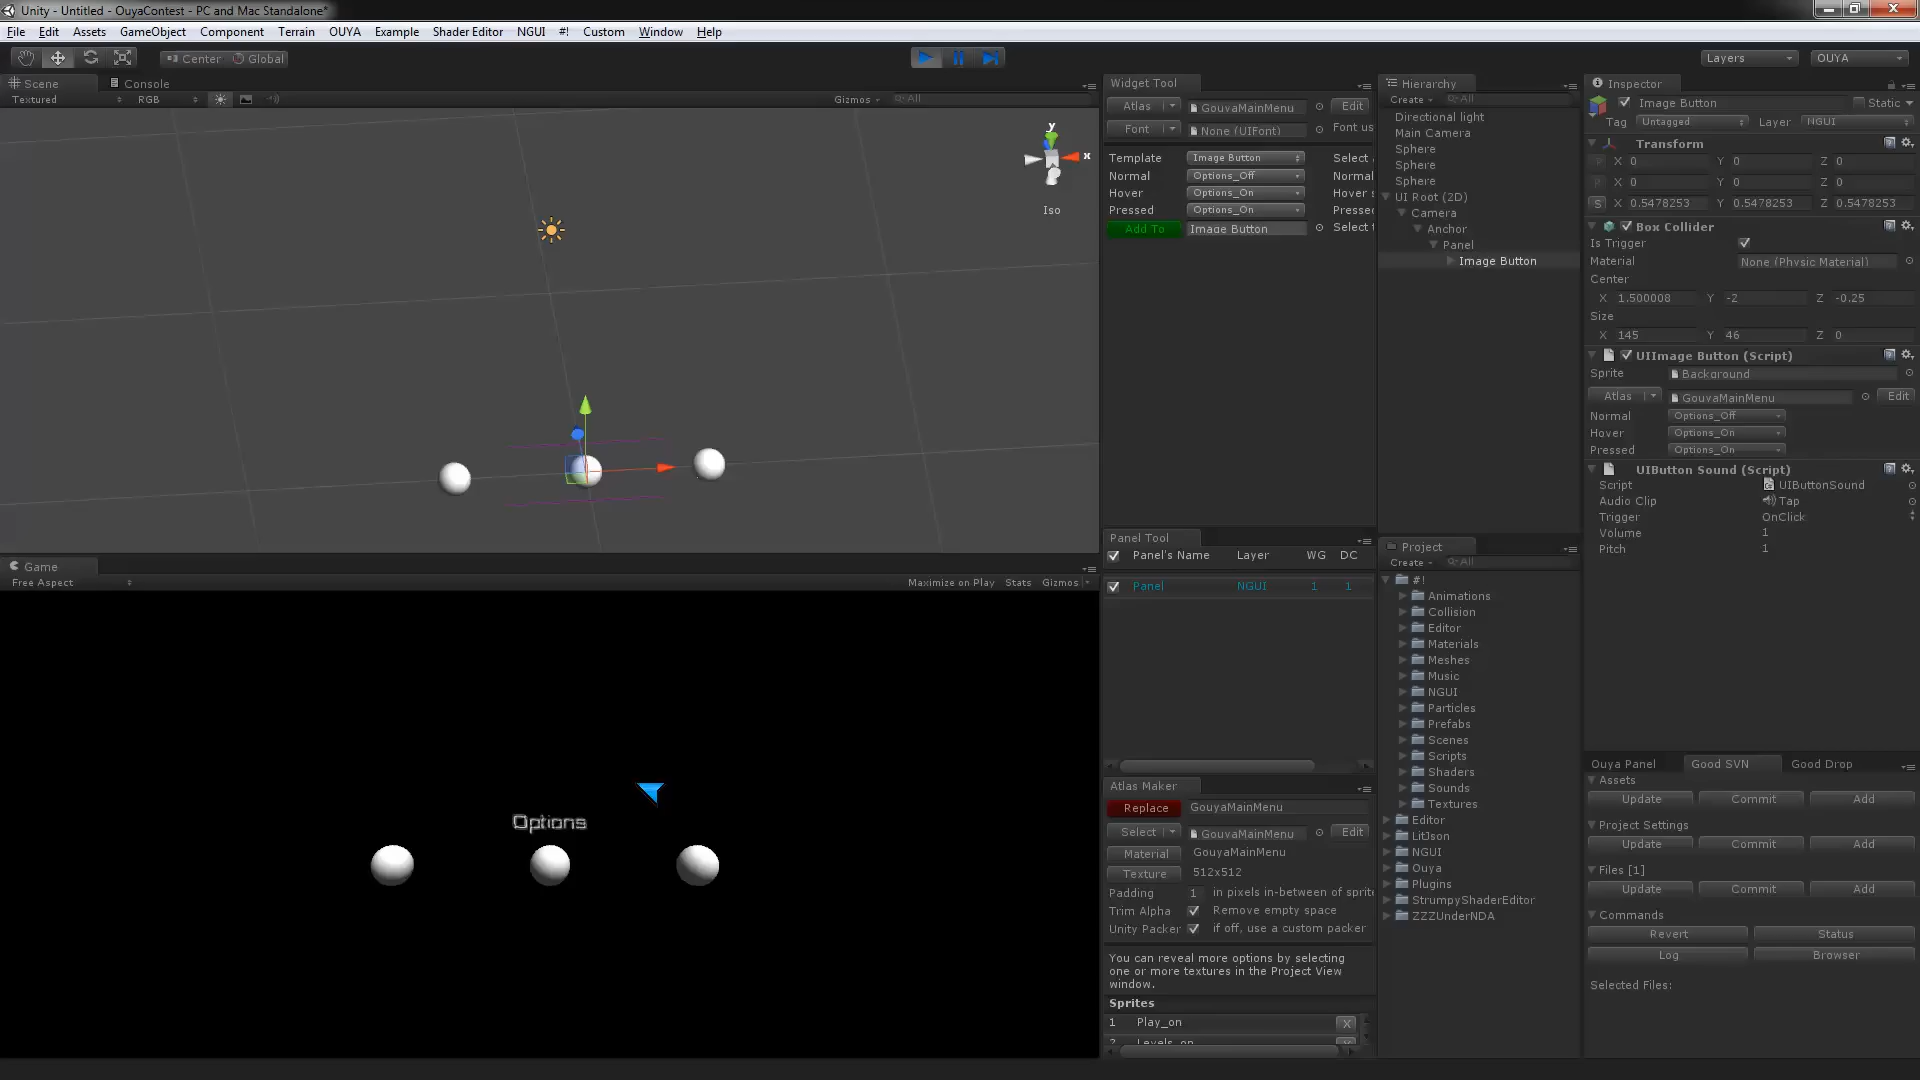 Unity - Untitled - OuyaContest - PC and Mac Standalone*
File Edit Assets GameObject Component Terrain OUYA Example Shader Editor NGUI #! Custom Window Help
Center Global
Layers
OUYA
Scene Console
Textured RGB
Gizmos All
y
x
Iso
Game
Free Aspect
Maximize on Play Stats Gizmos
Options
Widget Tool
Atlas GouyaMainMenu Edit
Font None (UIFont) Font us
Template Image Button Select
Normal Options_Off Normal
Hover Options_On Hover s
Pressed Options_On Pressed
Add To Image Button Select t
Panel Tool
Panel's Name Layer WG DC
Panel NGUI 1 1
Atlas Maker
Replace GouyaMainMenu
Select GouyaMainMenu Edit
Material GouyaMainMenu
Texture 512x512
Padding 1 in pixels in-between of sprite
Trim Alpha Remove empty space
Unity Packer if off, use a custom packer
You can reveal more options by selecting
one or more textures in the Project View
window.
Sprites
1 Play_on X
2 Levels_on
Hierarchy
Create All
Directional light
Main Camera
Sphere
Sphere
Sphere
UI Root (2D)
Camera
Anchor
Panel
Image Button
Project
Create All
#!
Animations
Collision
Editor
Materials
Meshes
Music
NGUI
Particles
Prefabs
Scenes
Scripts
Shaders
Sounds
Textures
Editor
LitJson
NGUI
Ouya
Plugins
StrumpyShaderEditor
ZZZUnderNDA
Inspector
Image Button Static
Tag Untagged Layer NGUI
Transform
P X 0 Y 0 Z 0
R X 0 Y 0 Z 0
S X 0.5478253 Y 0.5478253 Z 0.5478253
Box Collider
Is Trigger
Material None (Physic Material)
Center
X 1.500008 Y -2 Z -0.25
Size
X 145 Y 46 Z 0
UIImage Button (Script)
Sprite Background
Atlas GouyaMainMenu Edit
Normal Options_Off
Hover Options_On
Pressed Options_On
UIButton Sound (Script)
Script UIButtonSound
Audio Clip Tap
Trigger OnClick
Volume 1
Pitch 1
Ouya Panel Good SVN Good Drop
Assets
Update Commit Add
Project Settings
Update Commit Add
Files [1]
Update Commit Add
Commands
Revert Status
Log Browser
Selected Files: